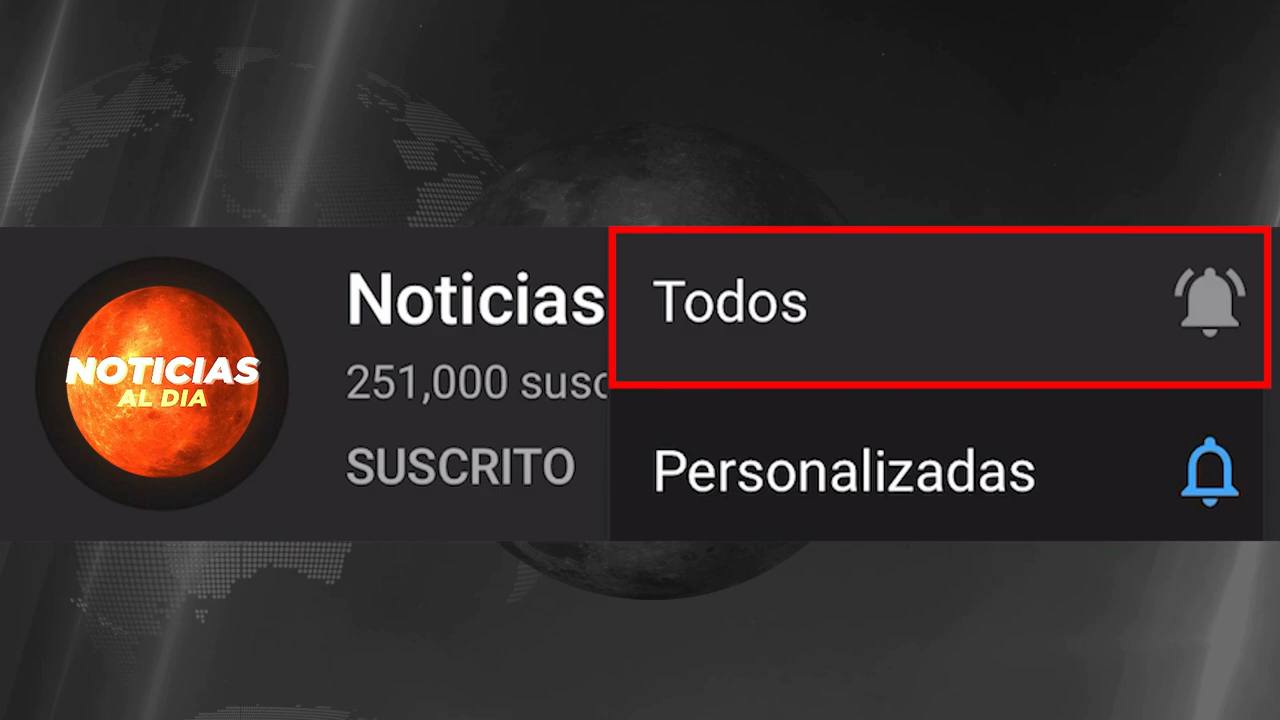 NOTICIAS
AL DIA
Noticias
251,000 susc
SUSCRITO
Todos
Personalizadas